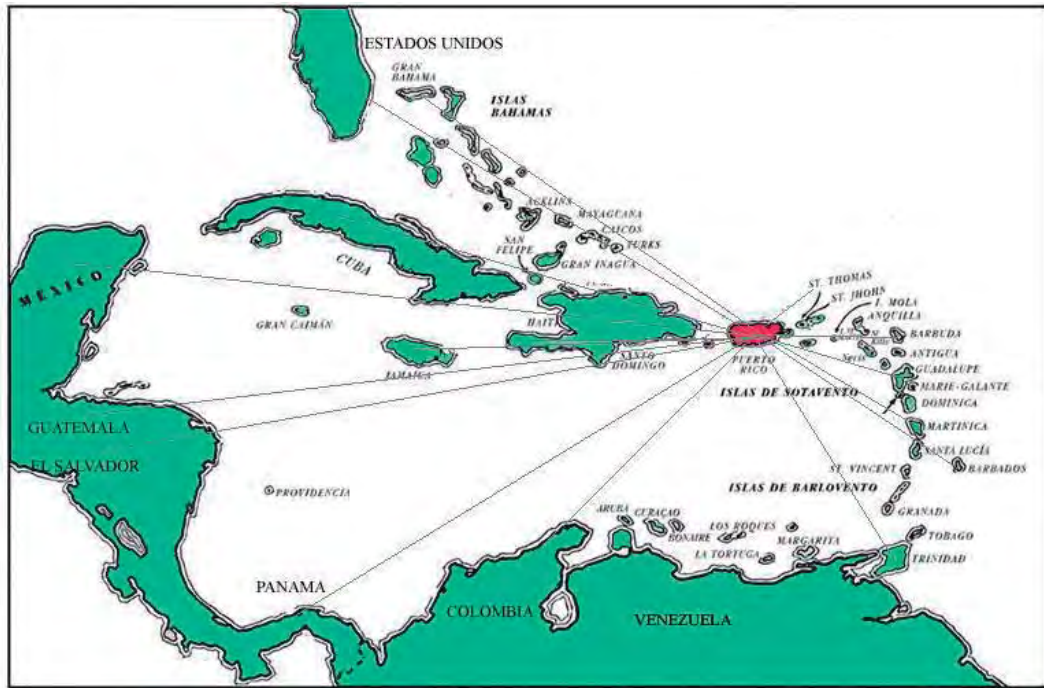 ESTADOS UNIDOS
GRAN
BAHAMA
ISLAS
BAHAMAS
ACKLINS
MAYAGUANA
CAICOS
TURKS
SAN
FELIPE
GRAN INAGUA
CUBA
MÉXICO
GRAN CAIMÁN
JAMAICA
HAITI
SANTO
DOMINGO
PUERTO
RICO
ST. THOMAS
ST. JHOHN
I. MOLA
ANQUILLA
BARBUDA
ANTIGUA
Nevis
GUADALUPE
MARIE-GALANTE
ISLAS DE SOTAVENTO
DOMINICA
MARTINICA
SANTA LUCÍA
ST. VINCENT
BARBADOS
ISLAS DE BARLOVENTO
GRANADA
GUATEMALA
EL SALVADOR
PROVIDENCIA
ARUBA
CURAÇAO
BONAIRE
LOS ROQUES
LA TORTUGA
MARGARITA
TOBAGO
TRINIDAD
PANAMA
COLOMBIA
VENEZUELA